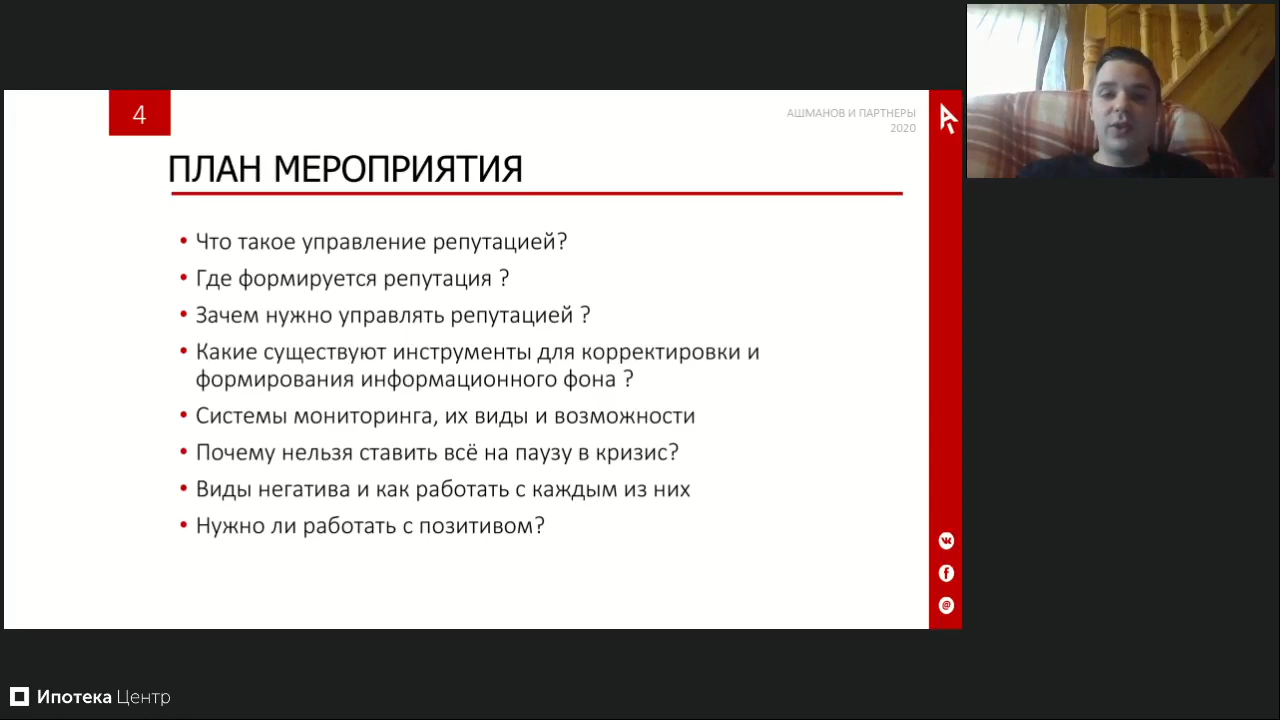 4
АШМАНОВ И ПАРТНЕРЫ
2020
ПЛАН МЕРОПРИЯТИЯ
• Что такое управление репутацией?
• Где формируется репутация ?
• Зачем нужно управлять репутацией ?
• Какие существуют инструменты для корректировки и
формирования информационного фона ?
• Системы мониторинга, их виды и возможности
• Почему нельзя ставить всё на паузу в кризис?
• Виды негатива и как работать с каждым из них
• Нужно ли работать с позитивом?
Ипотека Центр